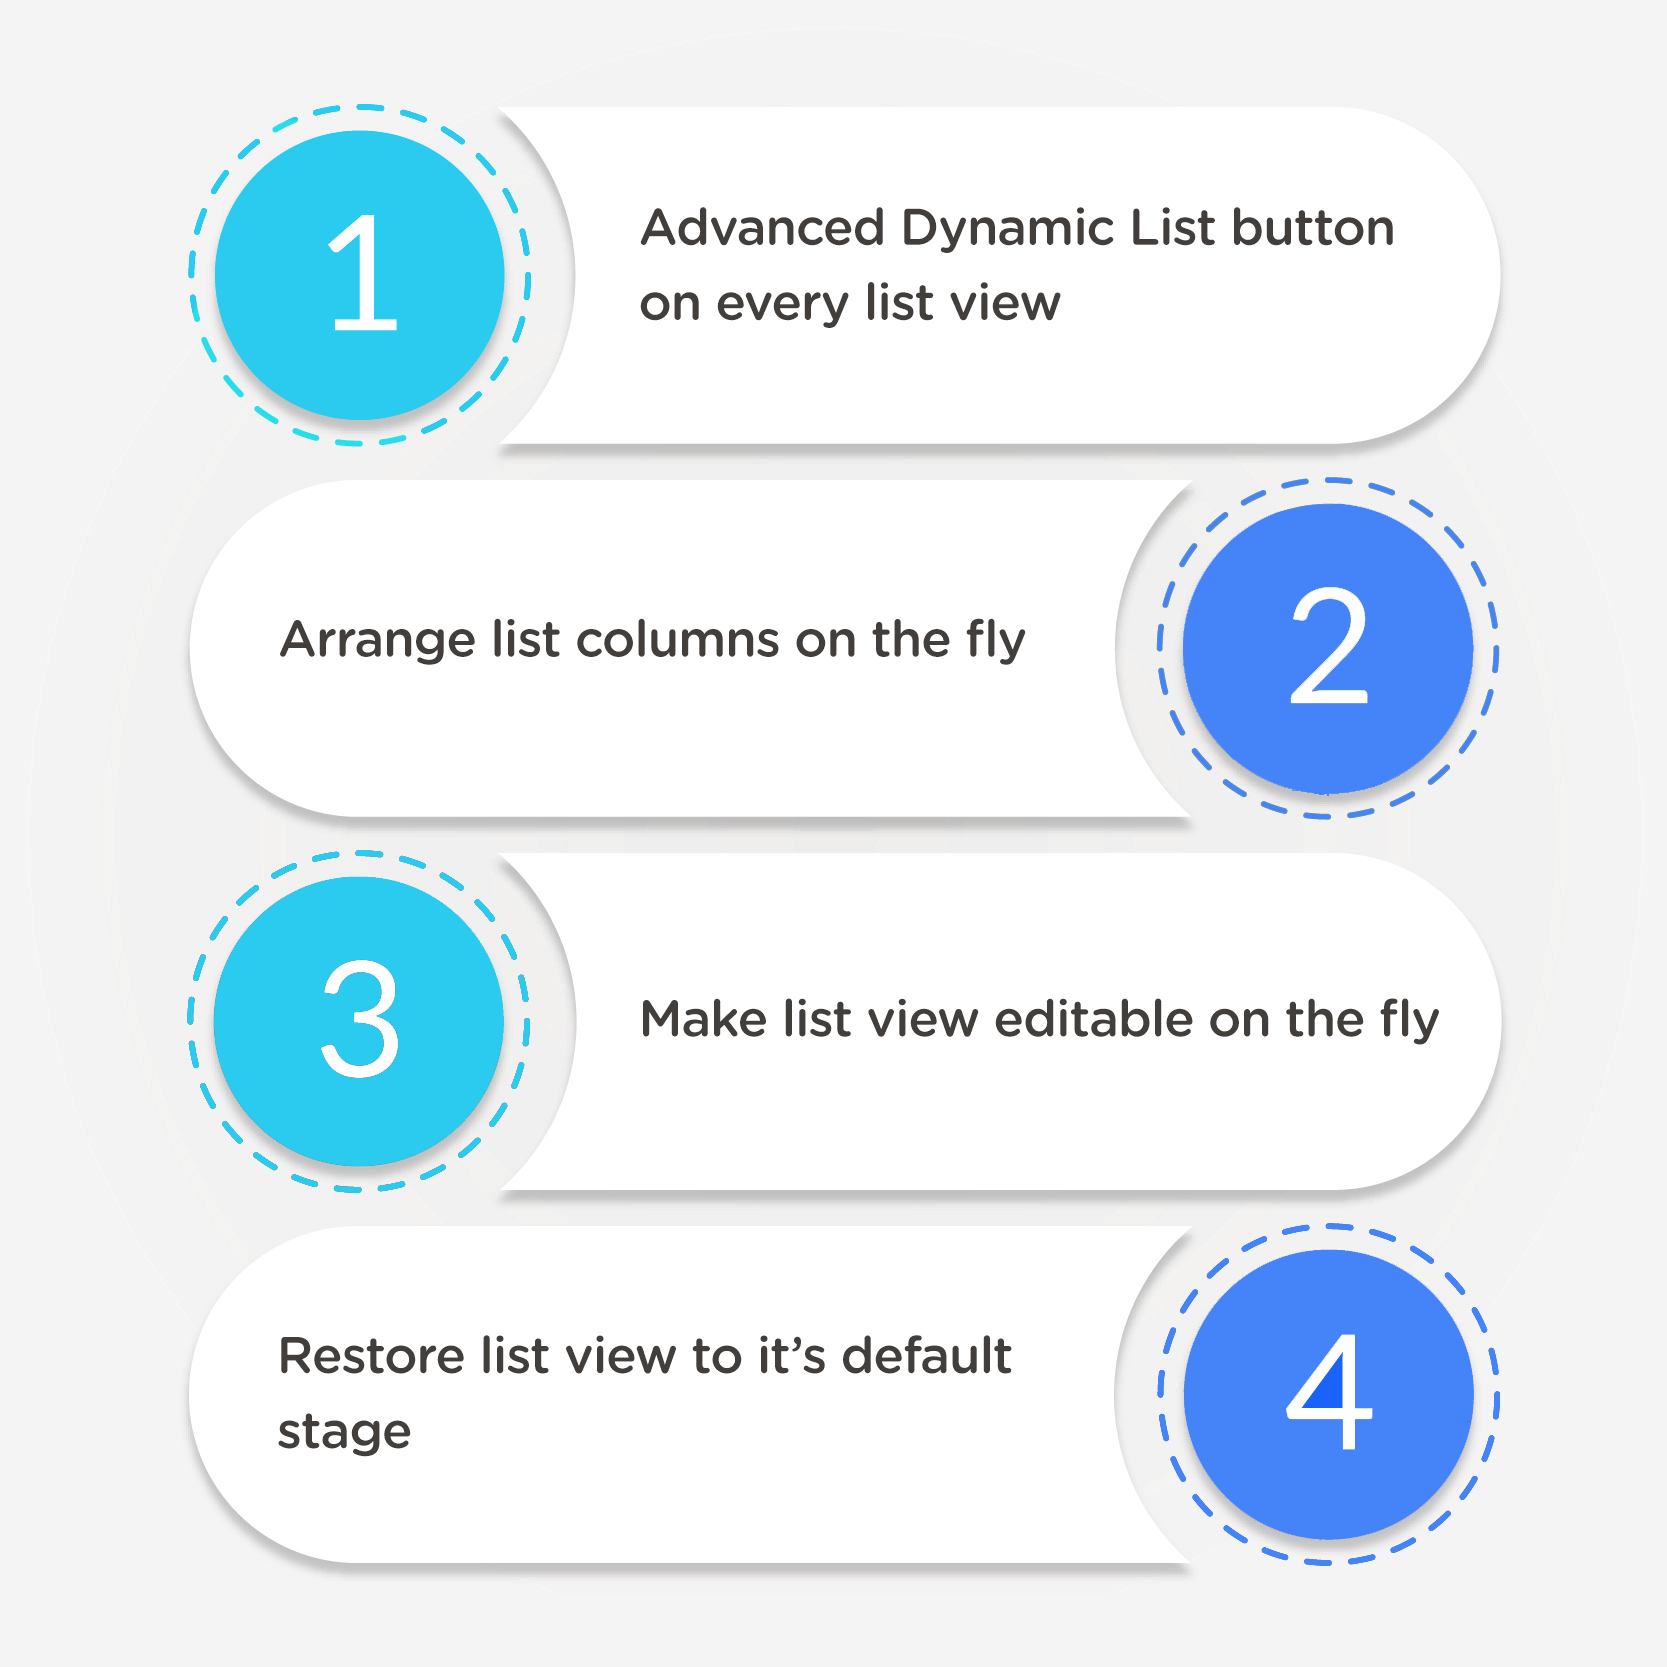 1
Advanced Dynamic List button
on every list view
Arrange list columns on the fly
2
3
Make list view editable on the fly
Restore list view to it’s default
stage
4